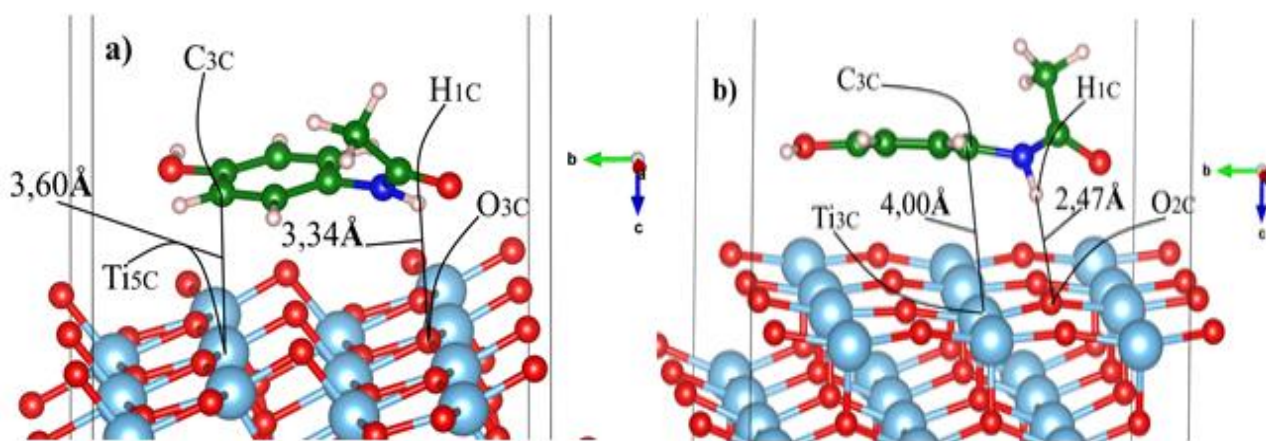 a)
C3C
H1C
3,60Å
3,34Å
O3C
Ti5C
b
a
c
b)
C3C
H1C
Ti3C
4,00Å
2,47Å
O2C
b
c